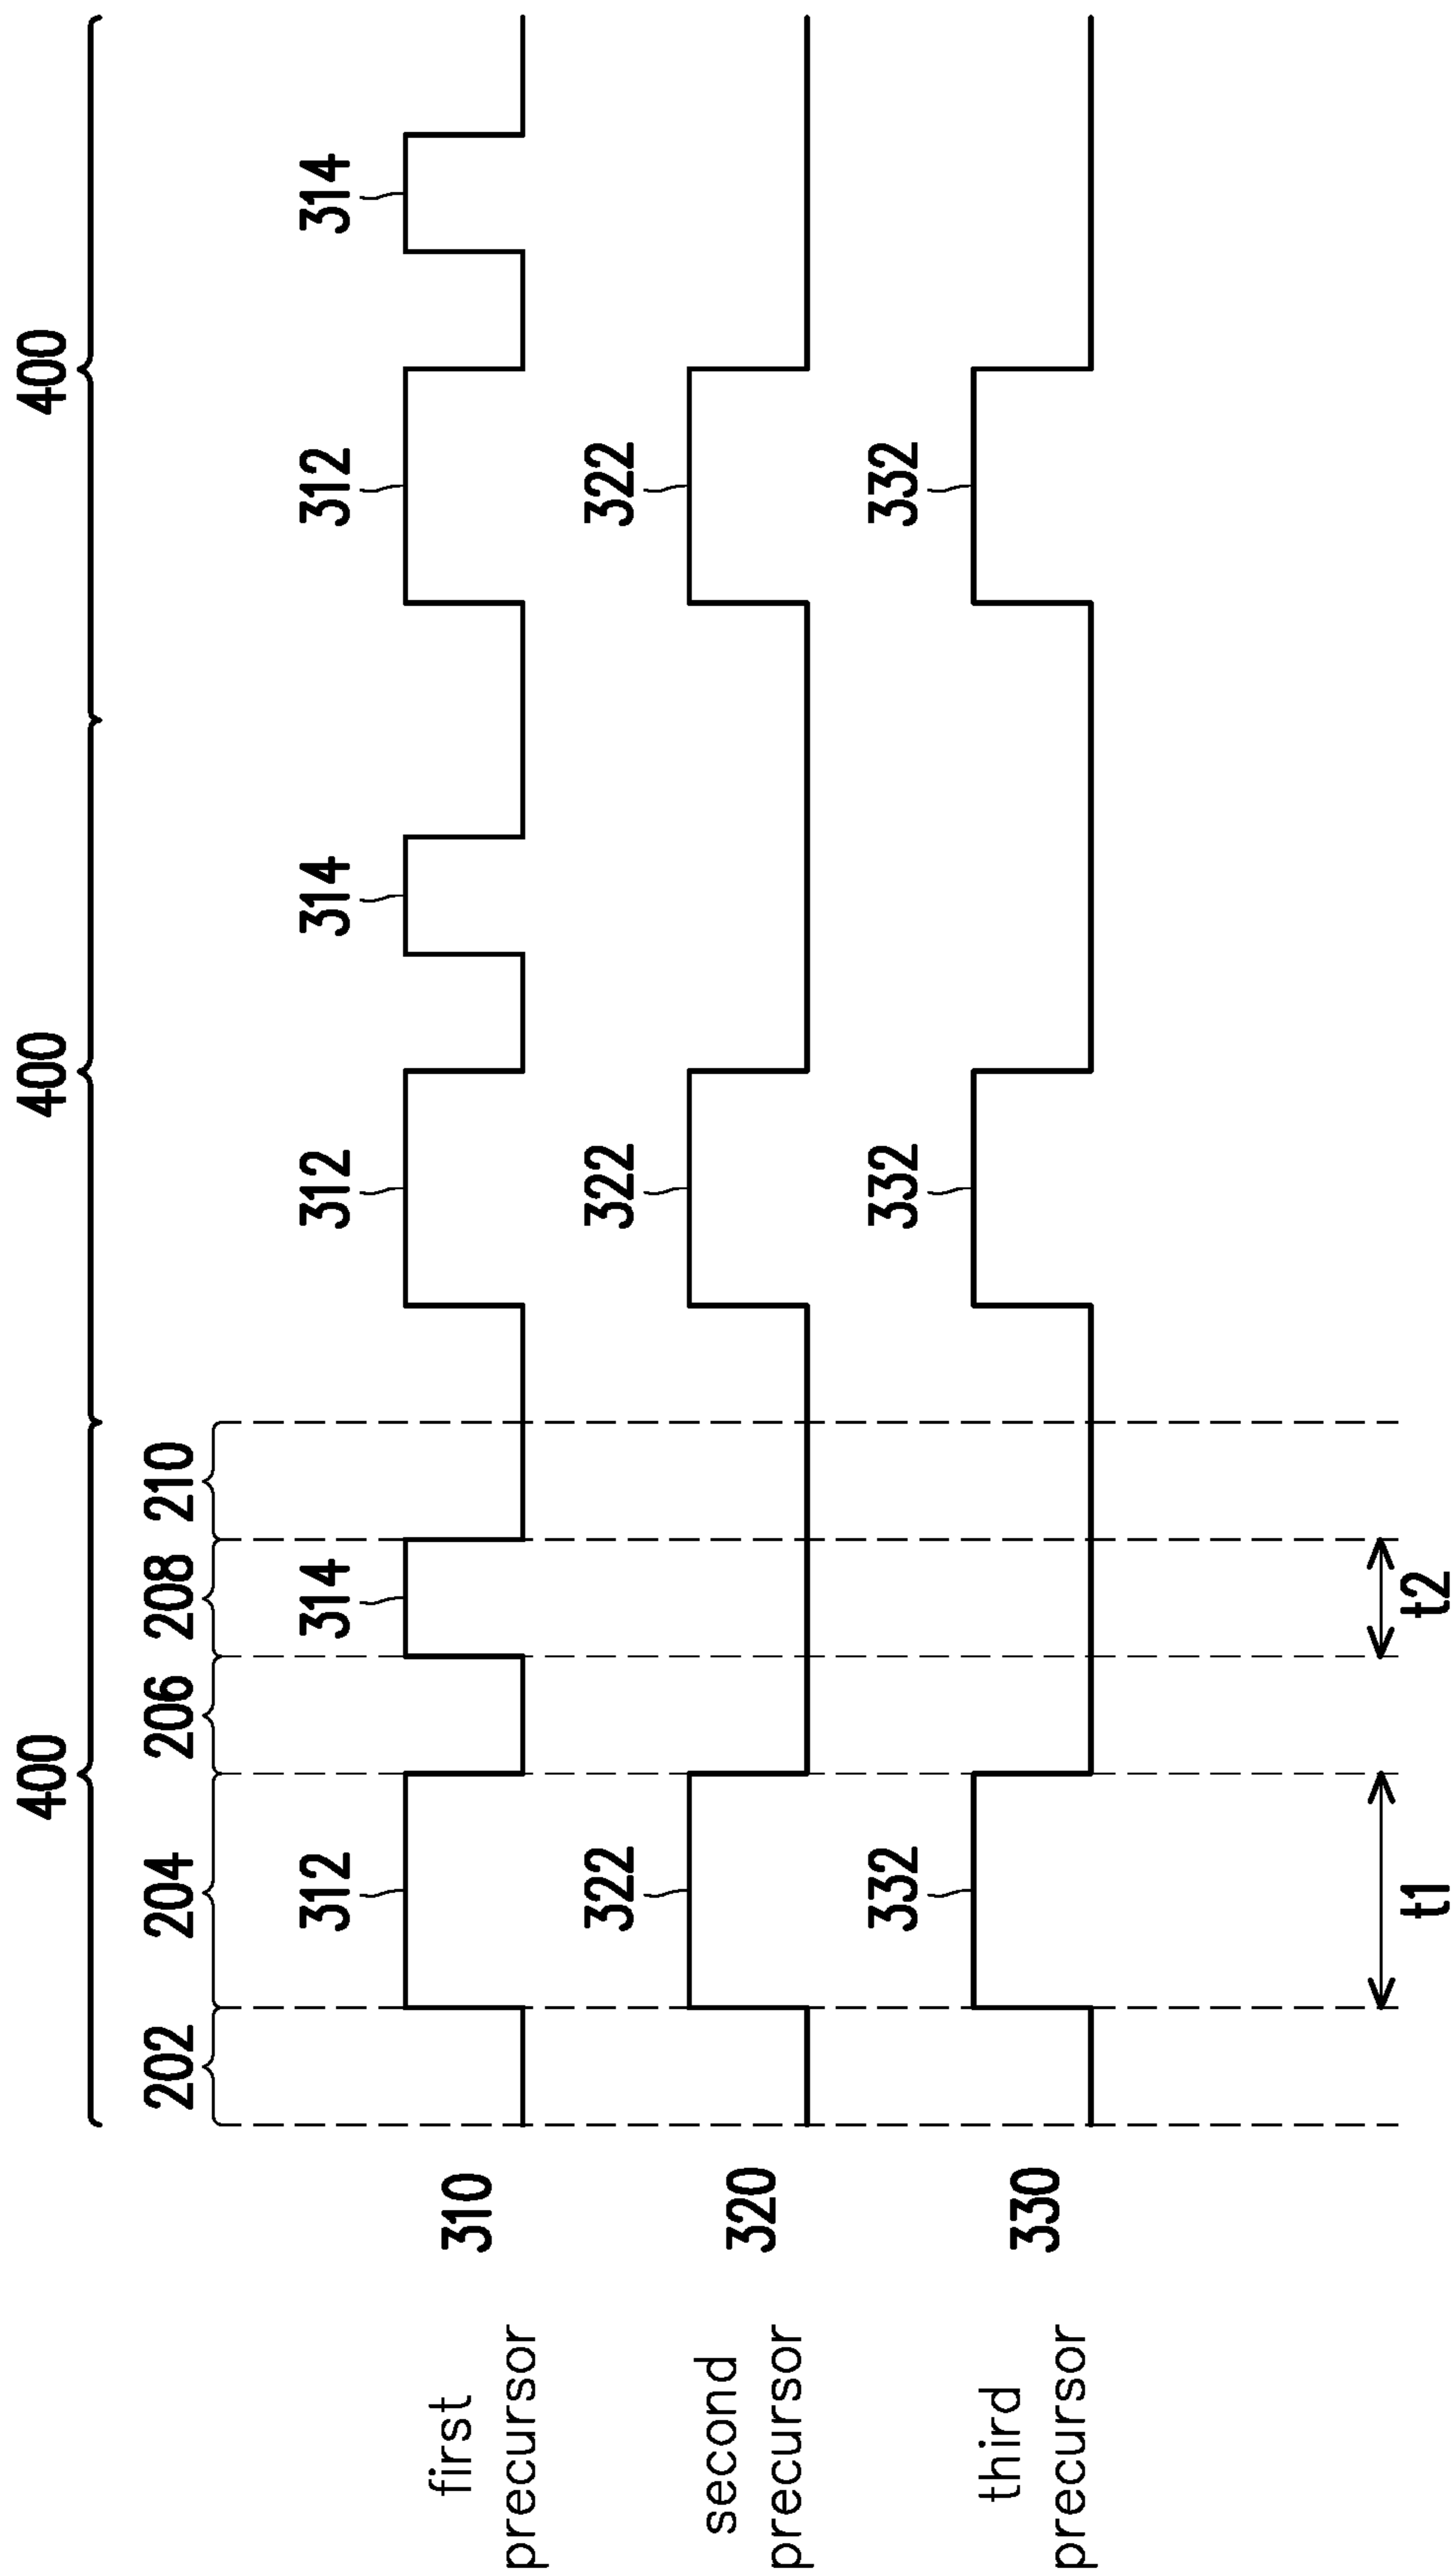 400 400 400
202 204 206 208 210
312 314 312 314 312 314
first
precursor
310
322 322 322
second
precursor
320
332 332 332
third
precursor
330
t1 t2